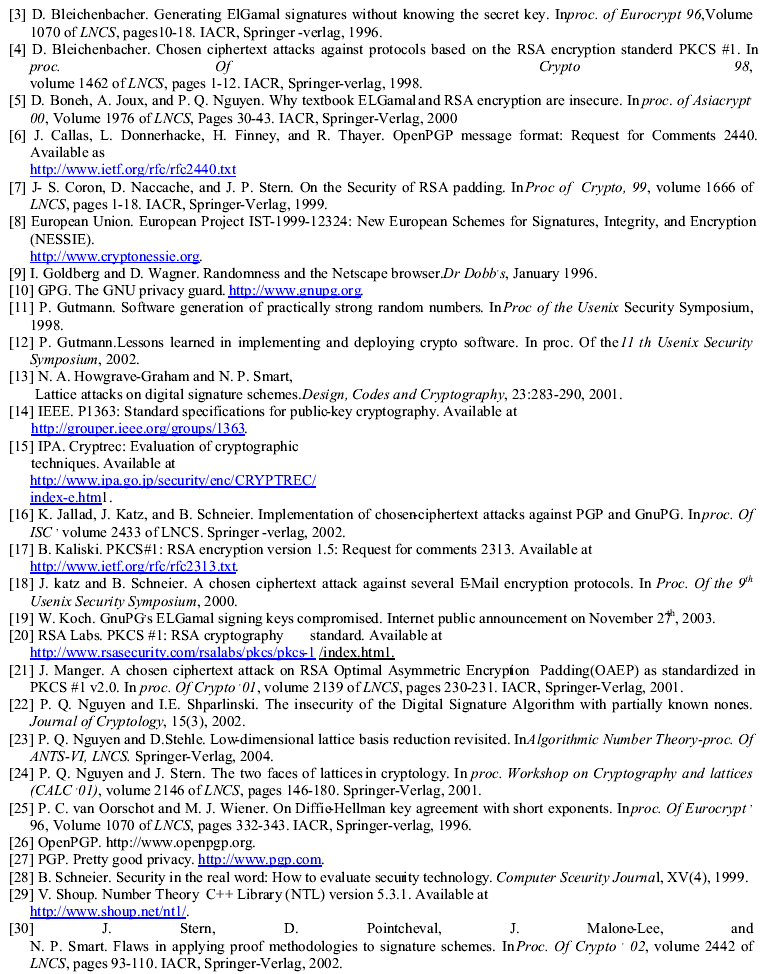 [3] D. Bleichenbacher. Generating ElGamal signatures without knowing the secret key. Inproc. of Eurocrypt 96,Volume
1070 of LNCS, pages10-18. IACR, Springer -verlag, 1996.
[4] D. Bleichenbacher. Chosen ciphertext attacks against protocols based on the RSA encryption standerd PKCS #1. In
proc. Of Crypto 98,
volume 1462 of LNCS, pages 1-12. IACR, Springer-verlag, 1998.
[5] D. Boneh, A. Joux, and P. Q. Nguyen. Why textbook ELGamal and RSA encryption are insecure. In proc. of Asiacrypt
00, Volume 1976 of LNCS, Pages 30-43. IACR, Springer-Verlag, 2000
[6] J. Callas, L. Donnerhacke, H. Finney, and R. Thayer. OpenPGP message format: Request for Comments 2440.
Available as
http://www.ietf.org/rfc/rfc2440.txt
[7] J- S. Coron, D. Naccache, and J. P. Stern. On the Security of RSA padding. In Proc of Crypto, 99, volume 1666 of
LNCS, pages 1-18. IACR, Springer-Verlag, 1999.
[8] European Union. European Project IST-1999-12324: New European Schemes for Signatures, Integrity, and Encryption
(NESSIE).
http://www.cryptonessie.org.
[9] I. Goldberg and D. Wagner. Randomness and the Netscape browser.Dr Dobb's, January 1996.
[10] GPG. The GNU privacy guard. http://www.gnupg.org.
[11] P. Gutmann. Software generation of practically strong random numbers. In Proc of the Usenix Security Symposium,
1998.
[12] P. Gutmann.Lessons learned in implementing and deploying crypto software. In proc. Of the 11 th Usenix Security
Symposium, 2002.
[13] N. A. Howgrave-Graham and N. P. Smart,
Lattice attacks on digital signature schemes.Design, Codes and Cryptography, 23:283-290, 2001.
[14] IEEE. P1363: Standard specifications for public-key cryptography. Available at
http://grouper.ieee.org/groups/1363.
[15] IPA. Cryptrec: Evaluation of cryptographic
techniques. Available at
http://www.ipa.go.jp/security/enc/CRYPTREC/
index-e.html.
[16] K. Jallad, J. Katz, and B. Schneier. Implementation of chosen-ciphertext attacks against PGP and GnuPG. In proc. Of
ISC ' volume 2433 of LNCS. Springer -verlag, 2002.
[17] B. Kaliski. PKCS#1: RSA encryption version 1.5: Request for comments 2313. Available at
http://www.ietf.org/rfc/rfc2313.txt.
[18] J. katz and B. Schneier. A chosen ciphertext attack against several E-Mail encryption protocols. In Proc. Of the 9th
Usenix Security Symposium, 2000.
[19] W. Koch. GnuPG's ELGamal signing keys compromised. Internet public announcement on November 27th, 2003.
[20] RSA Labs. PKCS #1: RSA cryptography standard. Available at
http://www.rsasecurity.com/rsalabs/pkcs/pkcs-1 /index.html.
[21] J. Manger. A chosen ciphertext attack on RSA Optimal Asymmetric Encryption Padding(OAEP) as standardized in
PKCS #1 v2.0. In proc. Of Crypto '01, volume 2139 of LNCS, pages 230-231. IACR, Springer-Verlag, 2001.
[22] P. Q. Nguyen and I.E. Shparlinski. The insecurity of the Digital Signature Algorithm with partially known nones.
Journal of Cryptology, 15(3), 2002.
[23] P. Q. Nguyen and D.Stehle. Low-dimensional lattice basis reduction revisited. In Algorithmic Number Theory-proc. Of
ANTS-VI, LNCS. Springer-Verlag, 2004.
[24] P. Q. Nguyen and J. Stern. The two faces of lattices in cryptology. In proc. Workshop on Cryptography and lattices
(CALC '01), volume 2146 of LNCS, pages 146-180. Springer-Verlag, 2001.
[25] P. C. van Oorschot and M. J. Wiener. On Diffie-Hellman key agreement with short exponents. In proc. Of Eurocrypt '
96, Volume 1070 of LNCS, pages 332-343. IACR, Springer-verlag, 1996.
[26] OpenPGP. http://www.openpgp.org.
[27] PGP. Pretty good privacy. http://www.pgp.com.
[28] B. Schneier. Security in the real word: How to evaluate security technology. Computer Sceurity Journal, XV(4), 1999.
[29] V. Shoup. Number Theory C++ Library (NTL) version 5.3.1. Available at
http://www.shoup.net/ntl/.
[30] J. Stern, D. Pointcheval, J. Malone-Lee, and
N. P. Smart. Flaws in applying proof methodologies to signature schemes. In Proc. Of Crypto ' 02, volume 2442 of
LNCS, pages 93-110. IACR, Springer-Verlag, 2002.